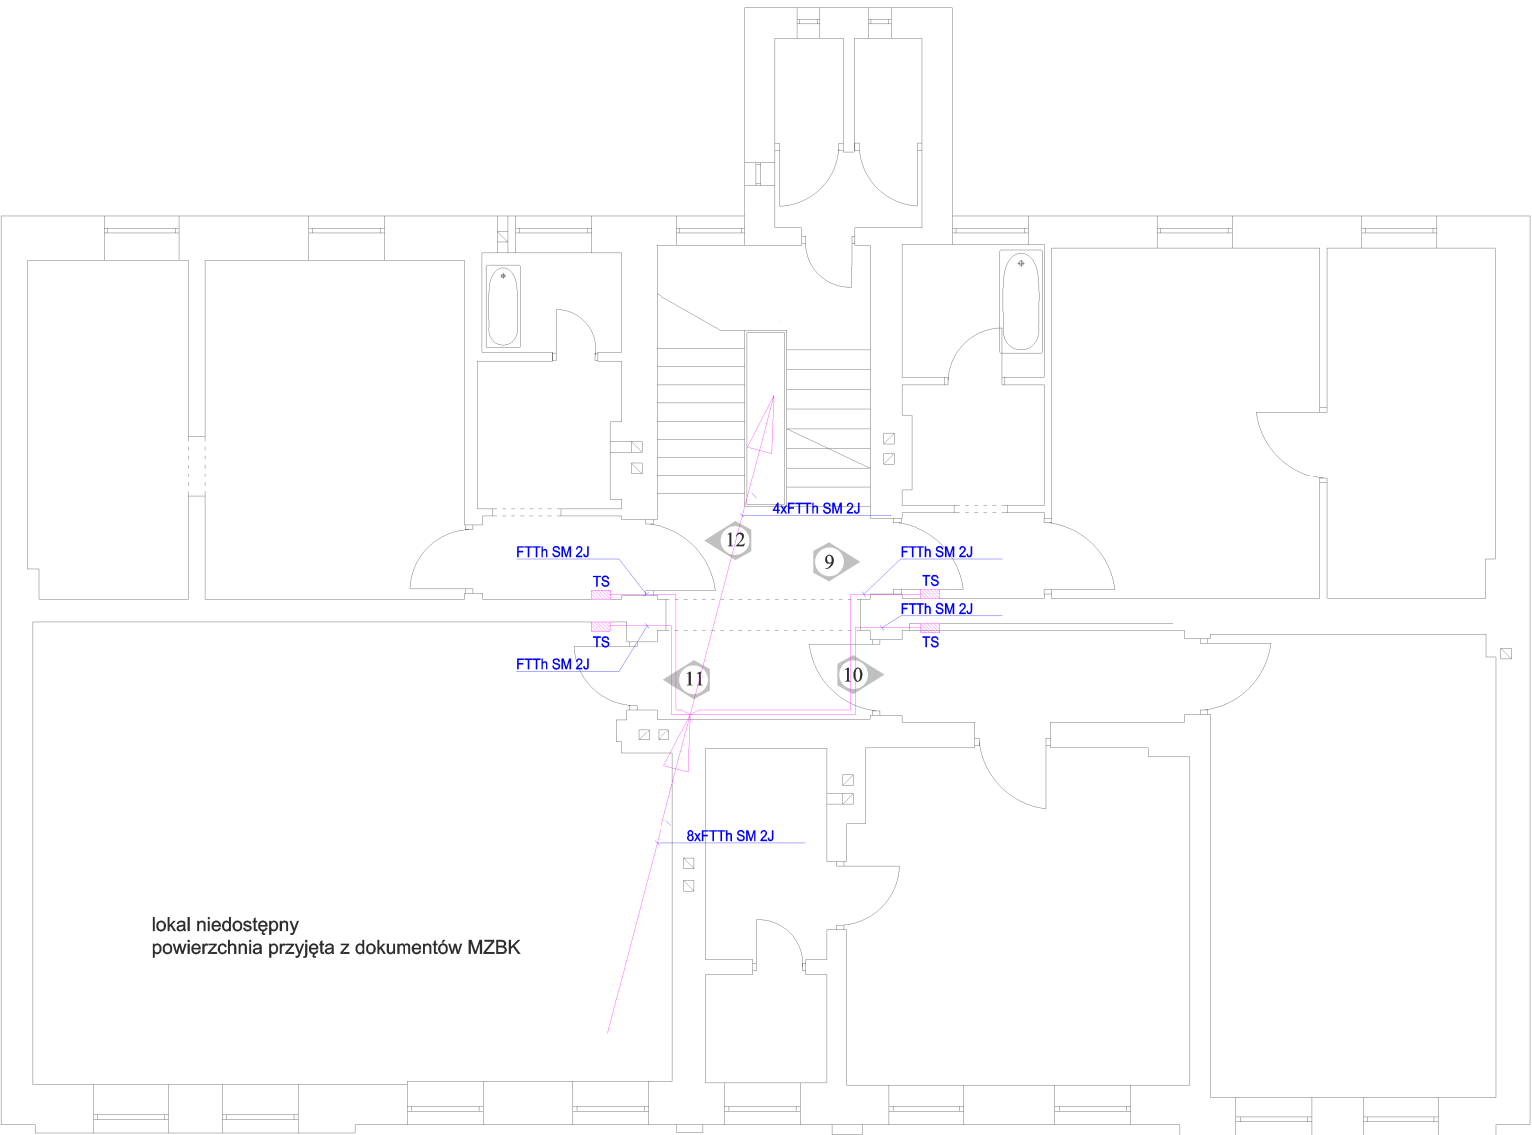 4xFTTh SM 2J
12
9
FTTh SM 2J
FTTh SM 2J
TS
TS
FTTh SM 2J
TS
TS
FTTh SM 2J
11
10
8xFTTh SM 2J
lokal niedostępny
powierzchnia przyjęta z dokumentów MZBK